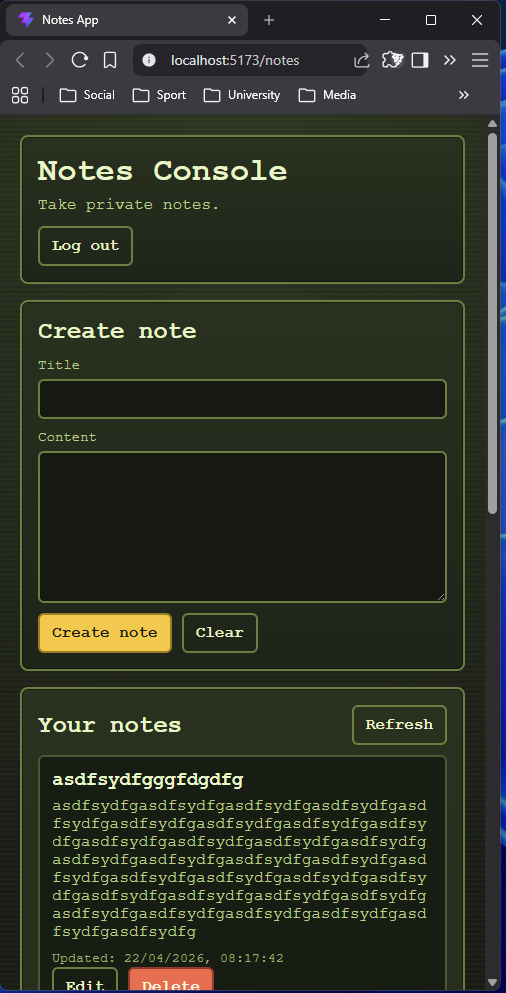 Notes App
localhost:5173/notes
Social
Sport
University
Media
Notes Console
Take private notes.
Log out
Create note
Title
Content
Create note
Clear
Your notes
Refresh
asdfsydfgggfdgdfg
asdfsydfgasdfsydfgasdfsydfgasdfsydfgasd
fsydfgasdfsydfgasdfsydfgasdfsydfgasdfsy
dfgasdfsydfgasdfsydfgasdfsydfgasdfsydfg
asdfsydfgasdfsydfgasdfsydfgasdfsydfgasd
fsydfgasdfsydfgasdfsydfgasdfsydfgasdfsy
dfgasdfsydfgasdfsydfgasdfsydfgasdfsydfg
asdfsydfgasdfsydfgasdfsydfgasdfsydfgasd
fsydfgasdfsydfg
Updated: 22/04/2026, 08:17:42
Edit
Delete